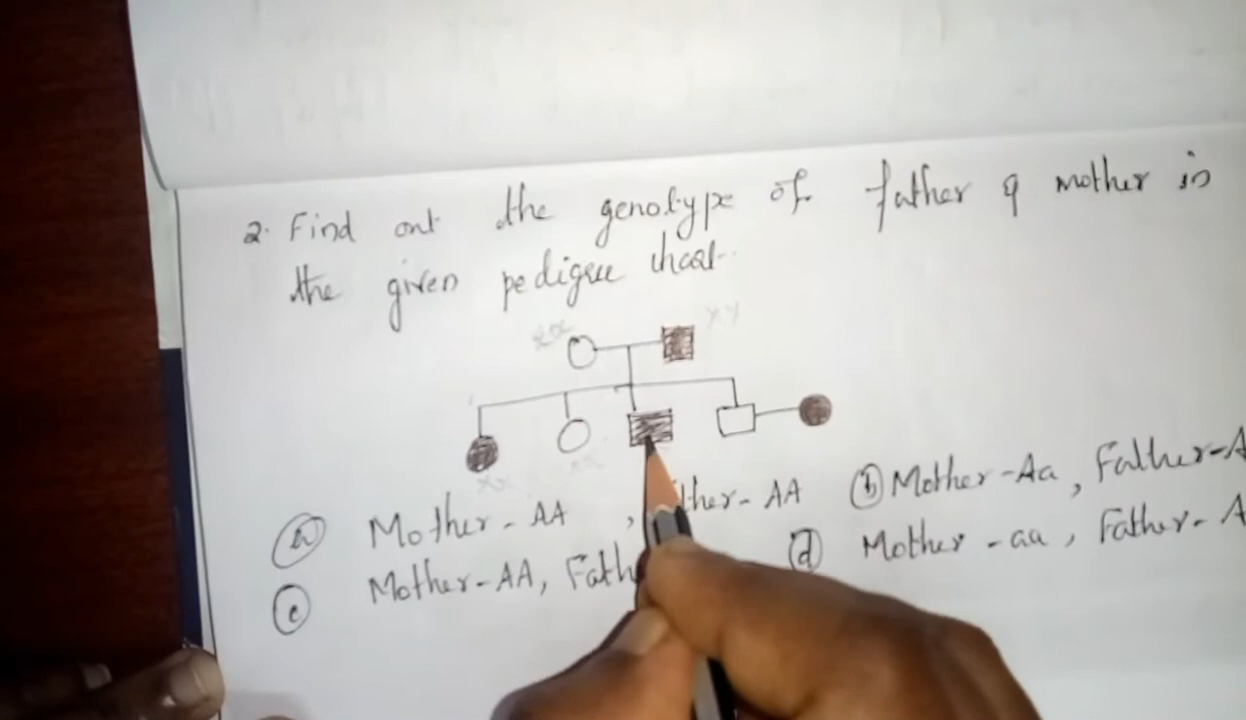 2. Find out the genotype of father & mother in
the given pedigree chart.
XY
XX
(a) Mother - AA , ther - AA (b) Mother - Aa , Father - A
(c) Mother - AA, Fath (d) Mother - aa , Father - A